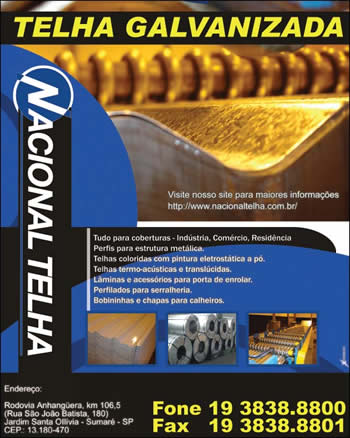 TELHA GALVANIZADA
NACIONAL TELHA
Visite nosso site para maiores informações
http://www.nacionaltelha.com.br/
Tudo para coberturas - Indústria, Comércio, Residência
Perfis para estrutura metálica.
Telhas coloridas com pintura eletrostática a pó.
Telhas termo-acústicas e translúcidas.
Lâminas e acessórios para porta de enrolar.
Perfilados para serralheria.
Bobininhas e chapas para calheiros.
Endereço:
Rodovia Anhangüera, km 106,5
(Rua São João Batista, 180)
Jardim Santa Ollívia - Sumaré - SP
CEP.: 13.180-470
Fone 19 3838.8800
Fax 19 3838.8801